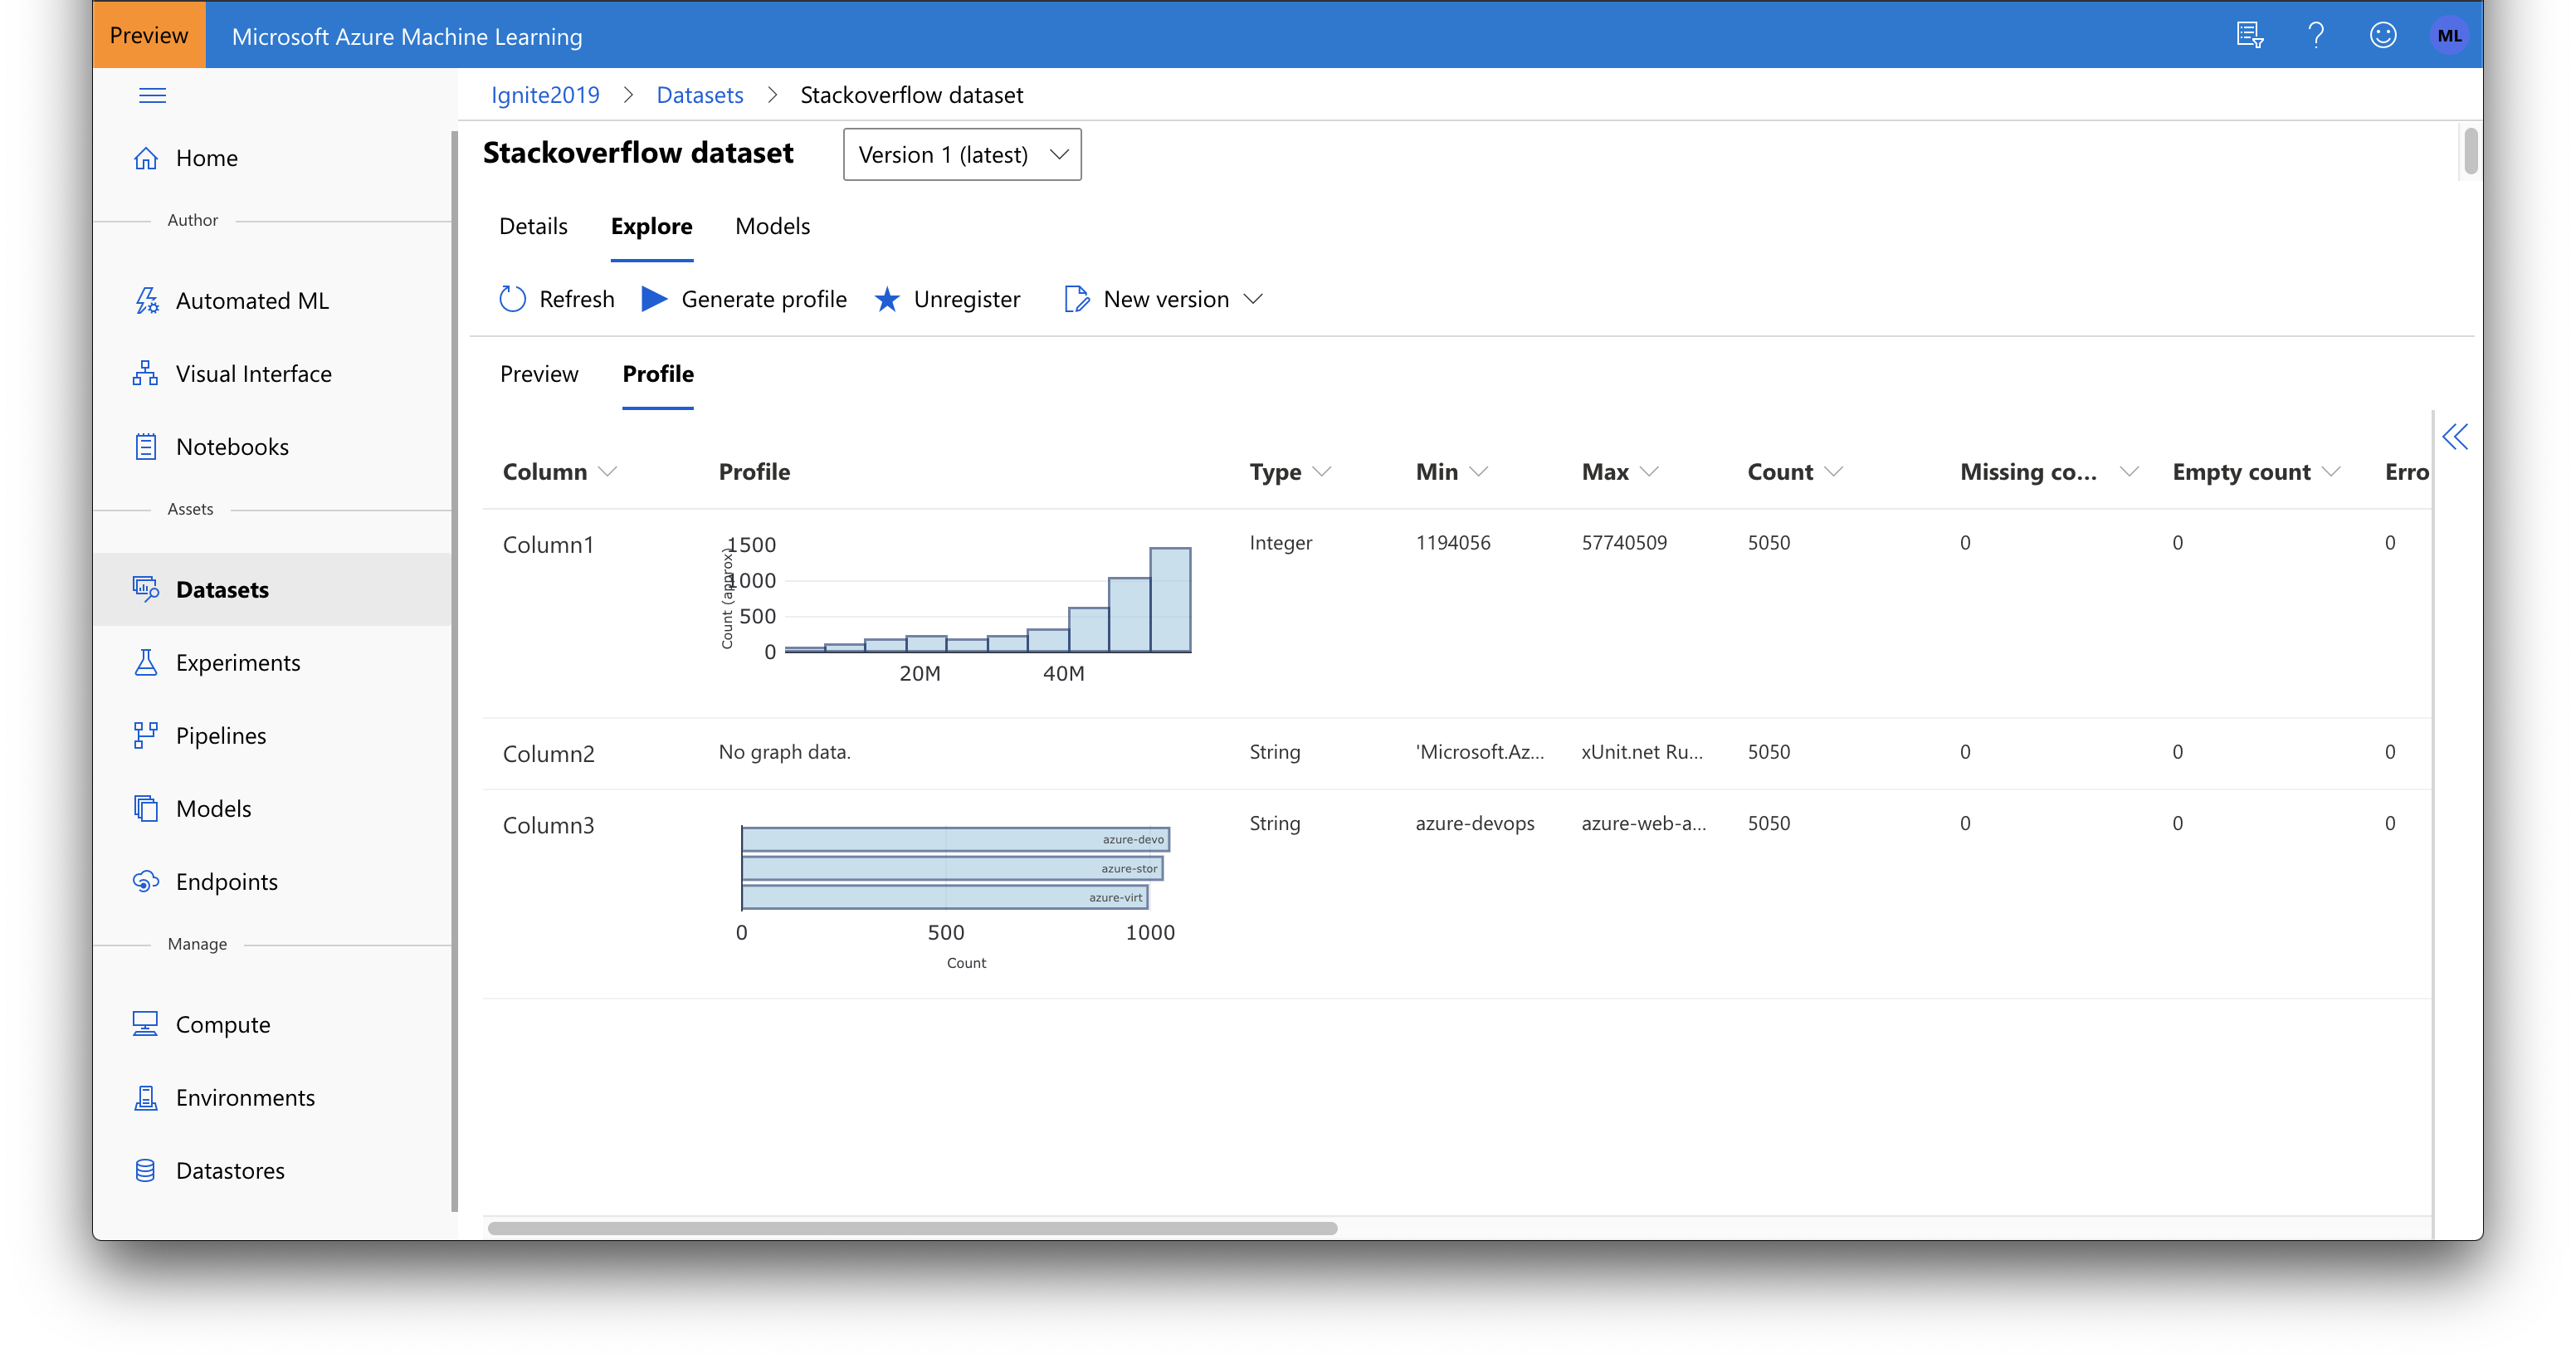 Preview
Microsoft Azure Machine Learning
ML
Ignite2019 > Datasets > Stackoverflow dataset
Home
Author
Automated ML
Visual Interface
Notebooks
Assets
Datasets
Experiments
Pipelines
Models
Endpoints
Manage
Compute
Environments
Datastores
Stackoverflow dataset
Version 1 (latest)
Details Explore Models
Refresh Generate profile Unregister New version
Preview Profile
Column Profile Type Min Max Count Missing co... Empty count Erro
Column1 Integer 1194056 57740509 5050 0 0 0
Count (approx)
1500
1000
500
0
20M 40M
Column2 No graph data. String 'Microsoft.Az... xUnit.net Ru... 5050 0 0 0
Column3 String azure-devops azure-web-a... 5050 0 0 0
azure-devo
azure-stor
azure-virt
0 500 1000
Count